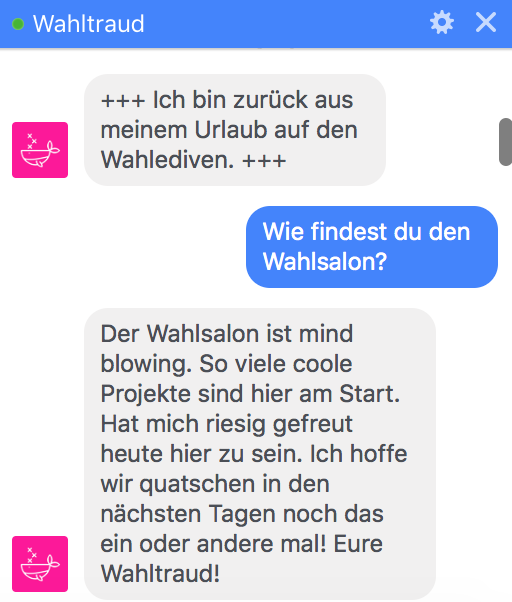 Wahltraud
+++ Ich bin zurück aus
meinem Urlaub auf den
Wahlediven. +++
Wie findest du den
Wahlsalon?
Der Wahlsalon ist mind
blowing. So viele coole
Projekte sind hier am Start.
Hat mich riesig gefreut
heute hier zu sein. Ich hoffe
wir quatschen in den
nächsten Tagen noch das
ein oder andere mal! Eure
Wahltraud!